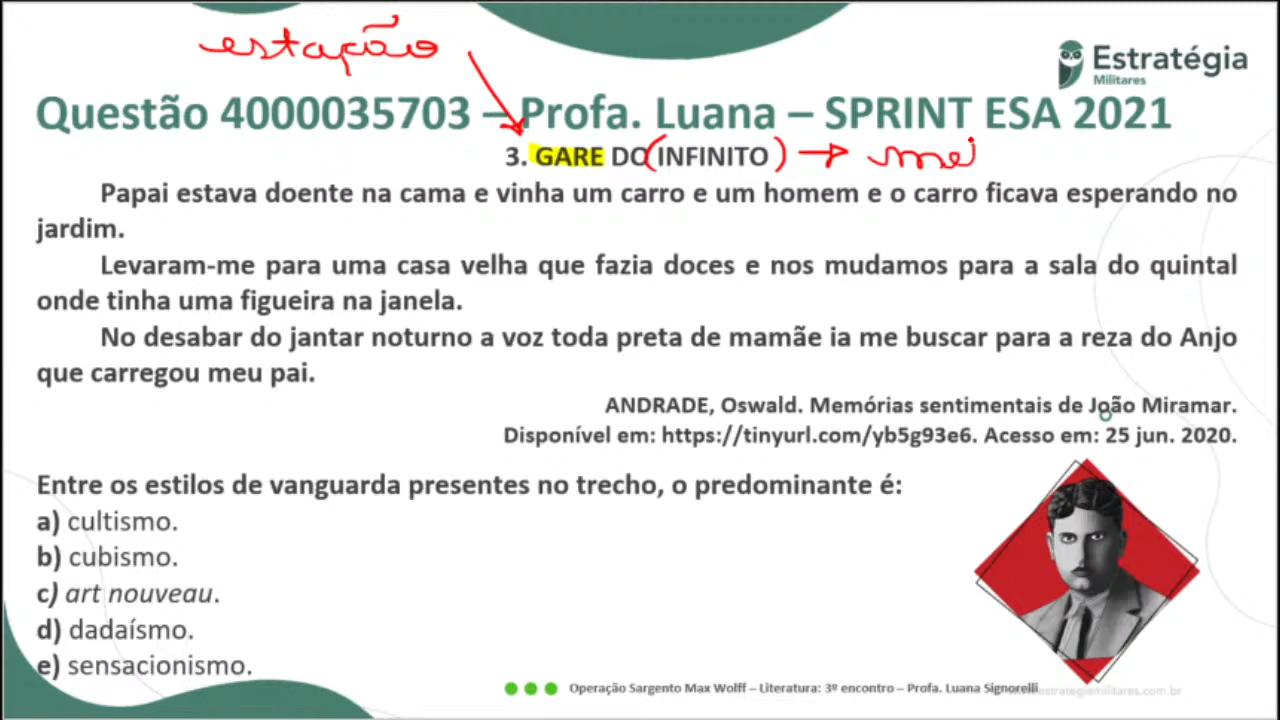 estação
Estratégia
Militares
Questão 4000035703 – Profa. Luana – SPRINT ESA 2021
3. GARE DO (INFINITO) → mei
Papai estava doente na cama e vinha um carro e um homem e o carro ficava esperando no
jardim.
Levaram-me para uma casa velha que fazia doces e nos mudamos para a sala do quintal
onde tinha uma figueira na janela.
No desabar do jantar noturno a voz toda preta de mamãe ia me buscar para a reza do Anjo
que carregou meu pai.
ANDRADE, Oswald. Memórias sentimentais de João Miramar.
Disponível em: https://tinyurl.com/yb5g93e6. Acesso em: 25 jun. 2020.
Entre os estilos de vanguarda presentes no trecho, o predominante é:
a) cultismo.
b) cubismo.
c) art nouveau.
d) dadaísmo.
e) sensacionismo.
Operação Sargento Max Wolff – Literatura: 3º encontro – Profa. Luana Signorelli